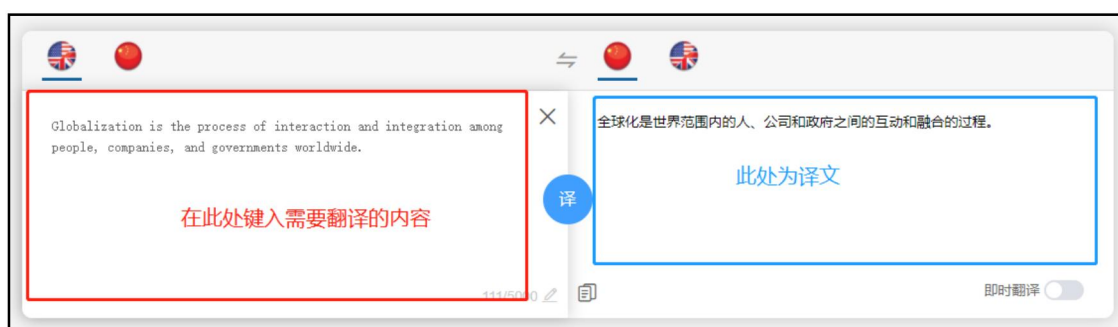 Globalization is the process of interaction and integration among
people, companies, and governments worldwide.
在此处键入需要翻译的内容
111/5000
译
全球化是世界范围内的人、公司和政府之间的互动和融合的过程。
此处为译文
即时翻译